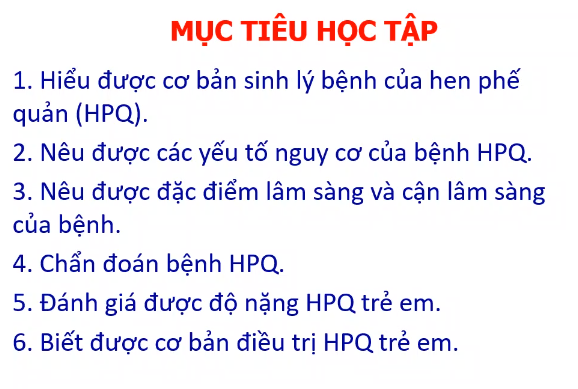 MỤC TIÊU HỌC TẬP
1. Hiểu được cơ bản sinh lý bệnh của hen phế
quản (HPQ).
2. Nêu được các yếu tố nguy cơ của bệnh HPQ.
3. Nêu được đặc điểm lâm sàng và cận lâm sàng
của bệnh.
4. Chẩn đoán bệnh HPQ.
5. Đánh giá được độ nặng HPQ trẻ em.
6. Biết được cơ bản điều trị HPQ trẻ em.